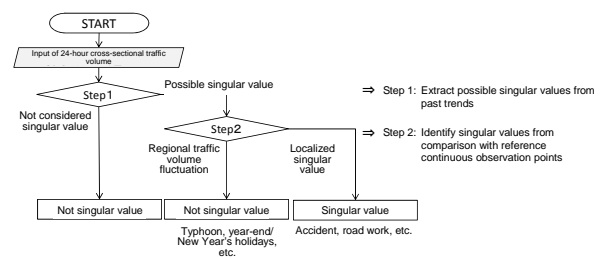 START
Input of 24-hour cross-sectional traffic
volume
Possible singular value
Step1
Not considered
singular value
⇒ Step 1: Extract possible singular values from
past trends
Step2
Regional traffic
volume
fluctuation
Localized
singular
value
⇒ Step 2: Identify singular values from
comparison with reference
continuous observation points
Not singular value
Not singular value
Singular value
Typhoon, year-end/
New Year's holidays,
etc.
Accident, road work, etc.